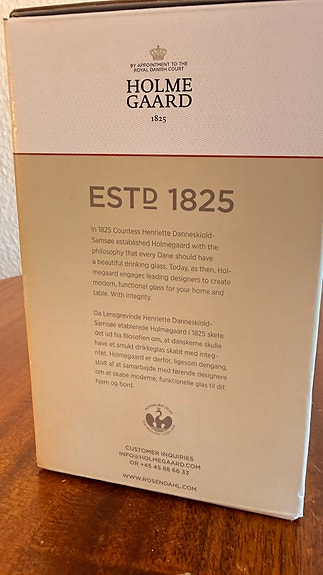 BY APPOINTMENT TO THE
ROYAL DANISH COURT
HOLME
GAARD
1825
ESTD 1825
In 1825 Countess Henriette Danneskiold-
Samsøe established Holmegaard with the
philosophy that every Dane should have
a beautiful drinking glass. Today, as then, Hol-
megaard engages leading designers to create
modern, functional glass for your home and
table. With integrity.
Da Lensgrevinde Henriette Danneskiold-
Samsøe etablerede Holmegaard i 1825 skete
det ud fra filosofien om, at danskerne skulle
have et smukt drikkeglas skabt med integ-
ritet. Holmegaard er derfor, ligesom dengang,
stolt af at samarbejde med førende designere
om at skabe moderne, funktionelle glas til dit
hjem og bord.
CUSTOMER INQUIRIES
INFO@HOLMEGAARD.COM
OR +45 45 88 66 33
WWW.ROSENDAHL.COM